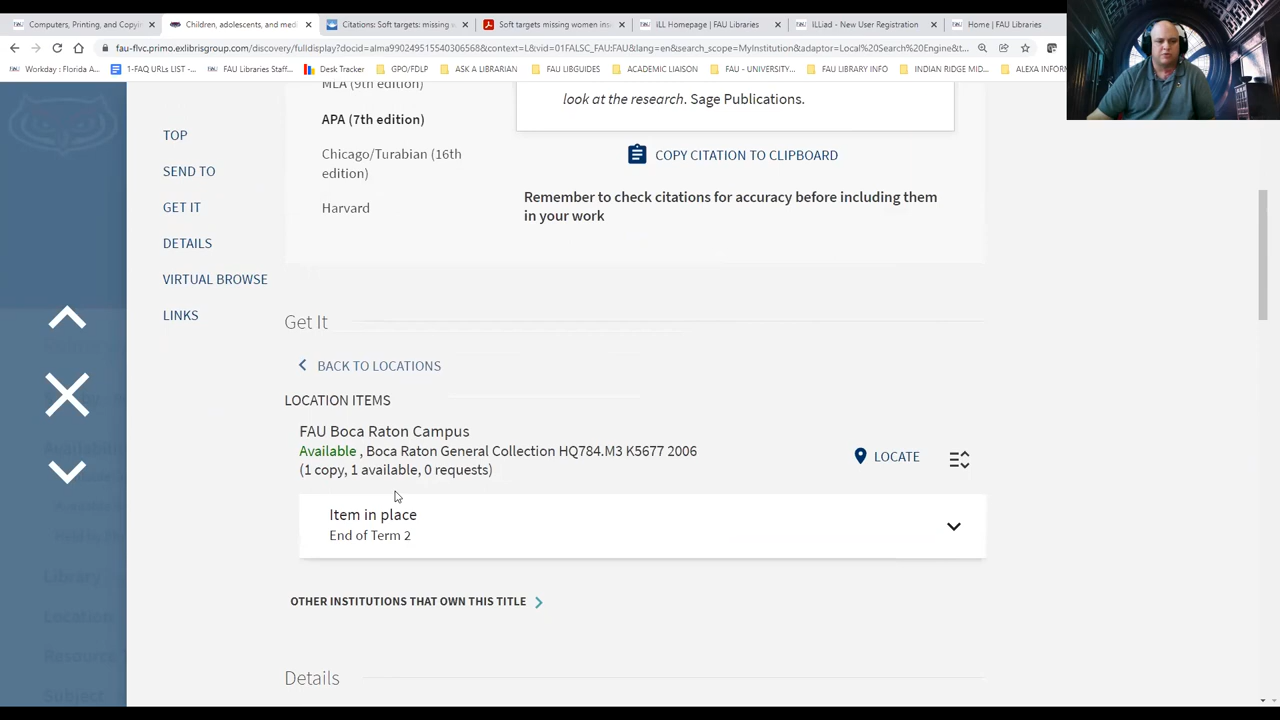 Computers, Printing, and Copyin
Children, adolescents, and med
Citations: Soft targets: missing w
Soft targets missing women ins
iLL Homepage | FAU Libraries
ILLiad - New User Registration
Home | FAU Libraries
fau-flvc.primo.exlibrisgroup.com/discovery/fulldisplay?docid=alma990249515540306598&context=L&vid=01FALSC_FAU:FAU&lang=en&search_scope=MyInstitution&adaptor=Local%20Search%20Engine&t...
Workday : Florida A...
1-FAQ URLs LIST -...
FAU Libraries Staff...
Desk Tracker
GPO/FDLP
ASK A LIBRARIAN
FAU LIBGUIDES
ACADEMIC LIAISON
FAU - UNIVERSITY...
FAU LIBRARY INFO
INDIAN RIDGE MID...
ALEXA INFOR
TOP
SEND TO
GET IT
DETAILS
VIRTUAL BROWSE
LINKS
MLA (9th edition)
APA (7th edition)
Chicago/Turabian (16th
edition)
Harvard
look at the research. Sage Publications.
COPY CITATION TO CLIPBOARD
Remember to check citations for accuracy before including them
in your work
Get It
BACK TO LOCATIONS
LOCATION ITEMS
FAU Boca Raton Campus
Available , Boca Raton General Collection HQ784.M3 K5677 2006
(1 copy, 1 available, 0 requests)
LOCATE
Item in place
End of Term 2
OTHER INSTITUTIONS THAT OWN THIS TITLE
Details
Library
Location
Resource T
Subject